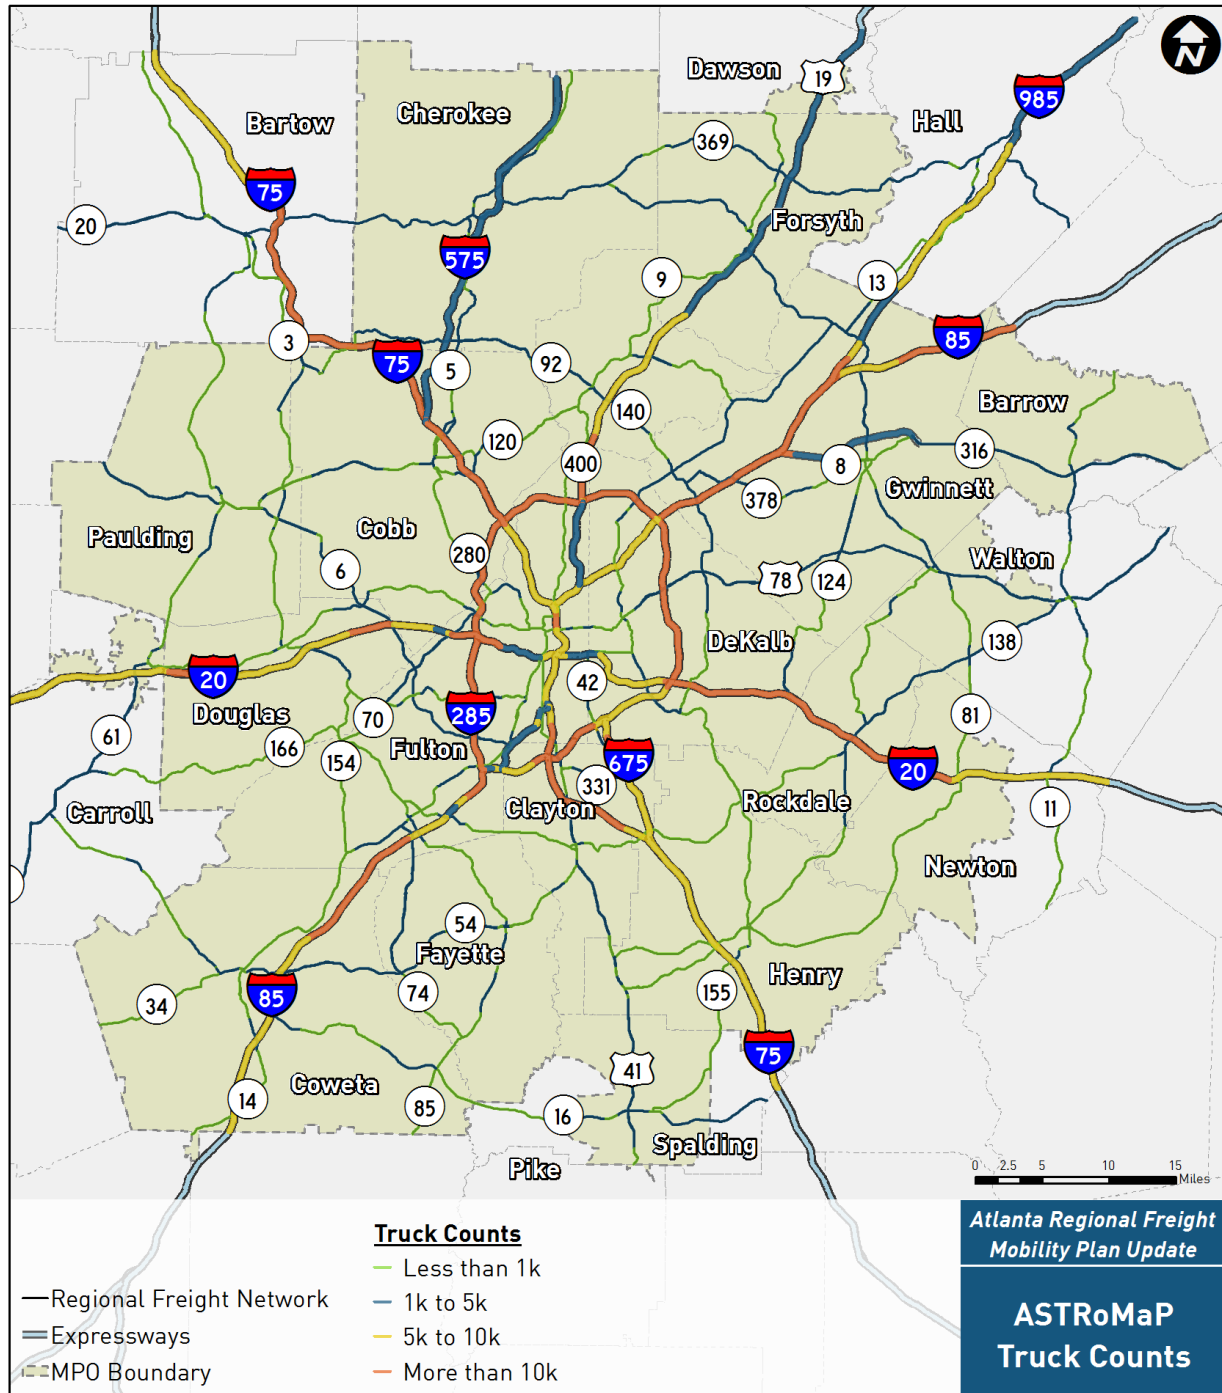 N
Dawson
19
985
Cherokee
Hall
Bartow
369
75
20
Forsyth
575
9
13
3
85
75
5
92
Barrow
140
120
400
8
316
378
Gwinnett
Paulding
Cobb
280
Walton
6
78
124
DeKalb
138
20
42
Douglas
285
70
81
61
166
Fulton
154
675
20
331
Rockdale
Carroll
Clayton
11
Newton
54
Fayette
Henry
34
85
74
155
75
41
Coweta
14
85
16
Spalding
Pike
0 2.5 5 10 15
Miles
Truck Counts
Less than 1k
1k to 5k
5k to 10k
More than 10k
Regional Freight Network
Expressways
MPO Boundary
Atlanta Regional Freight
Mobility Plan Update
ASTRoMaP
Truck Counts